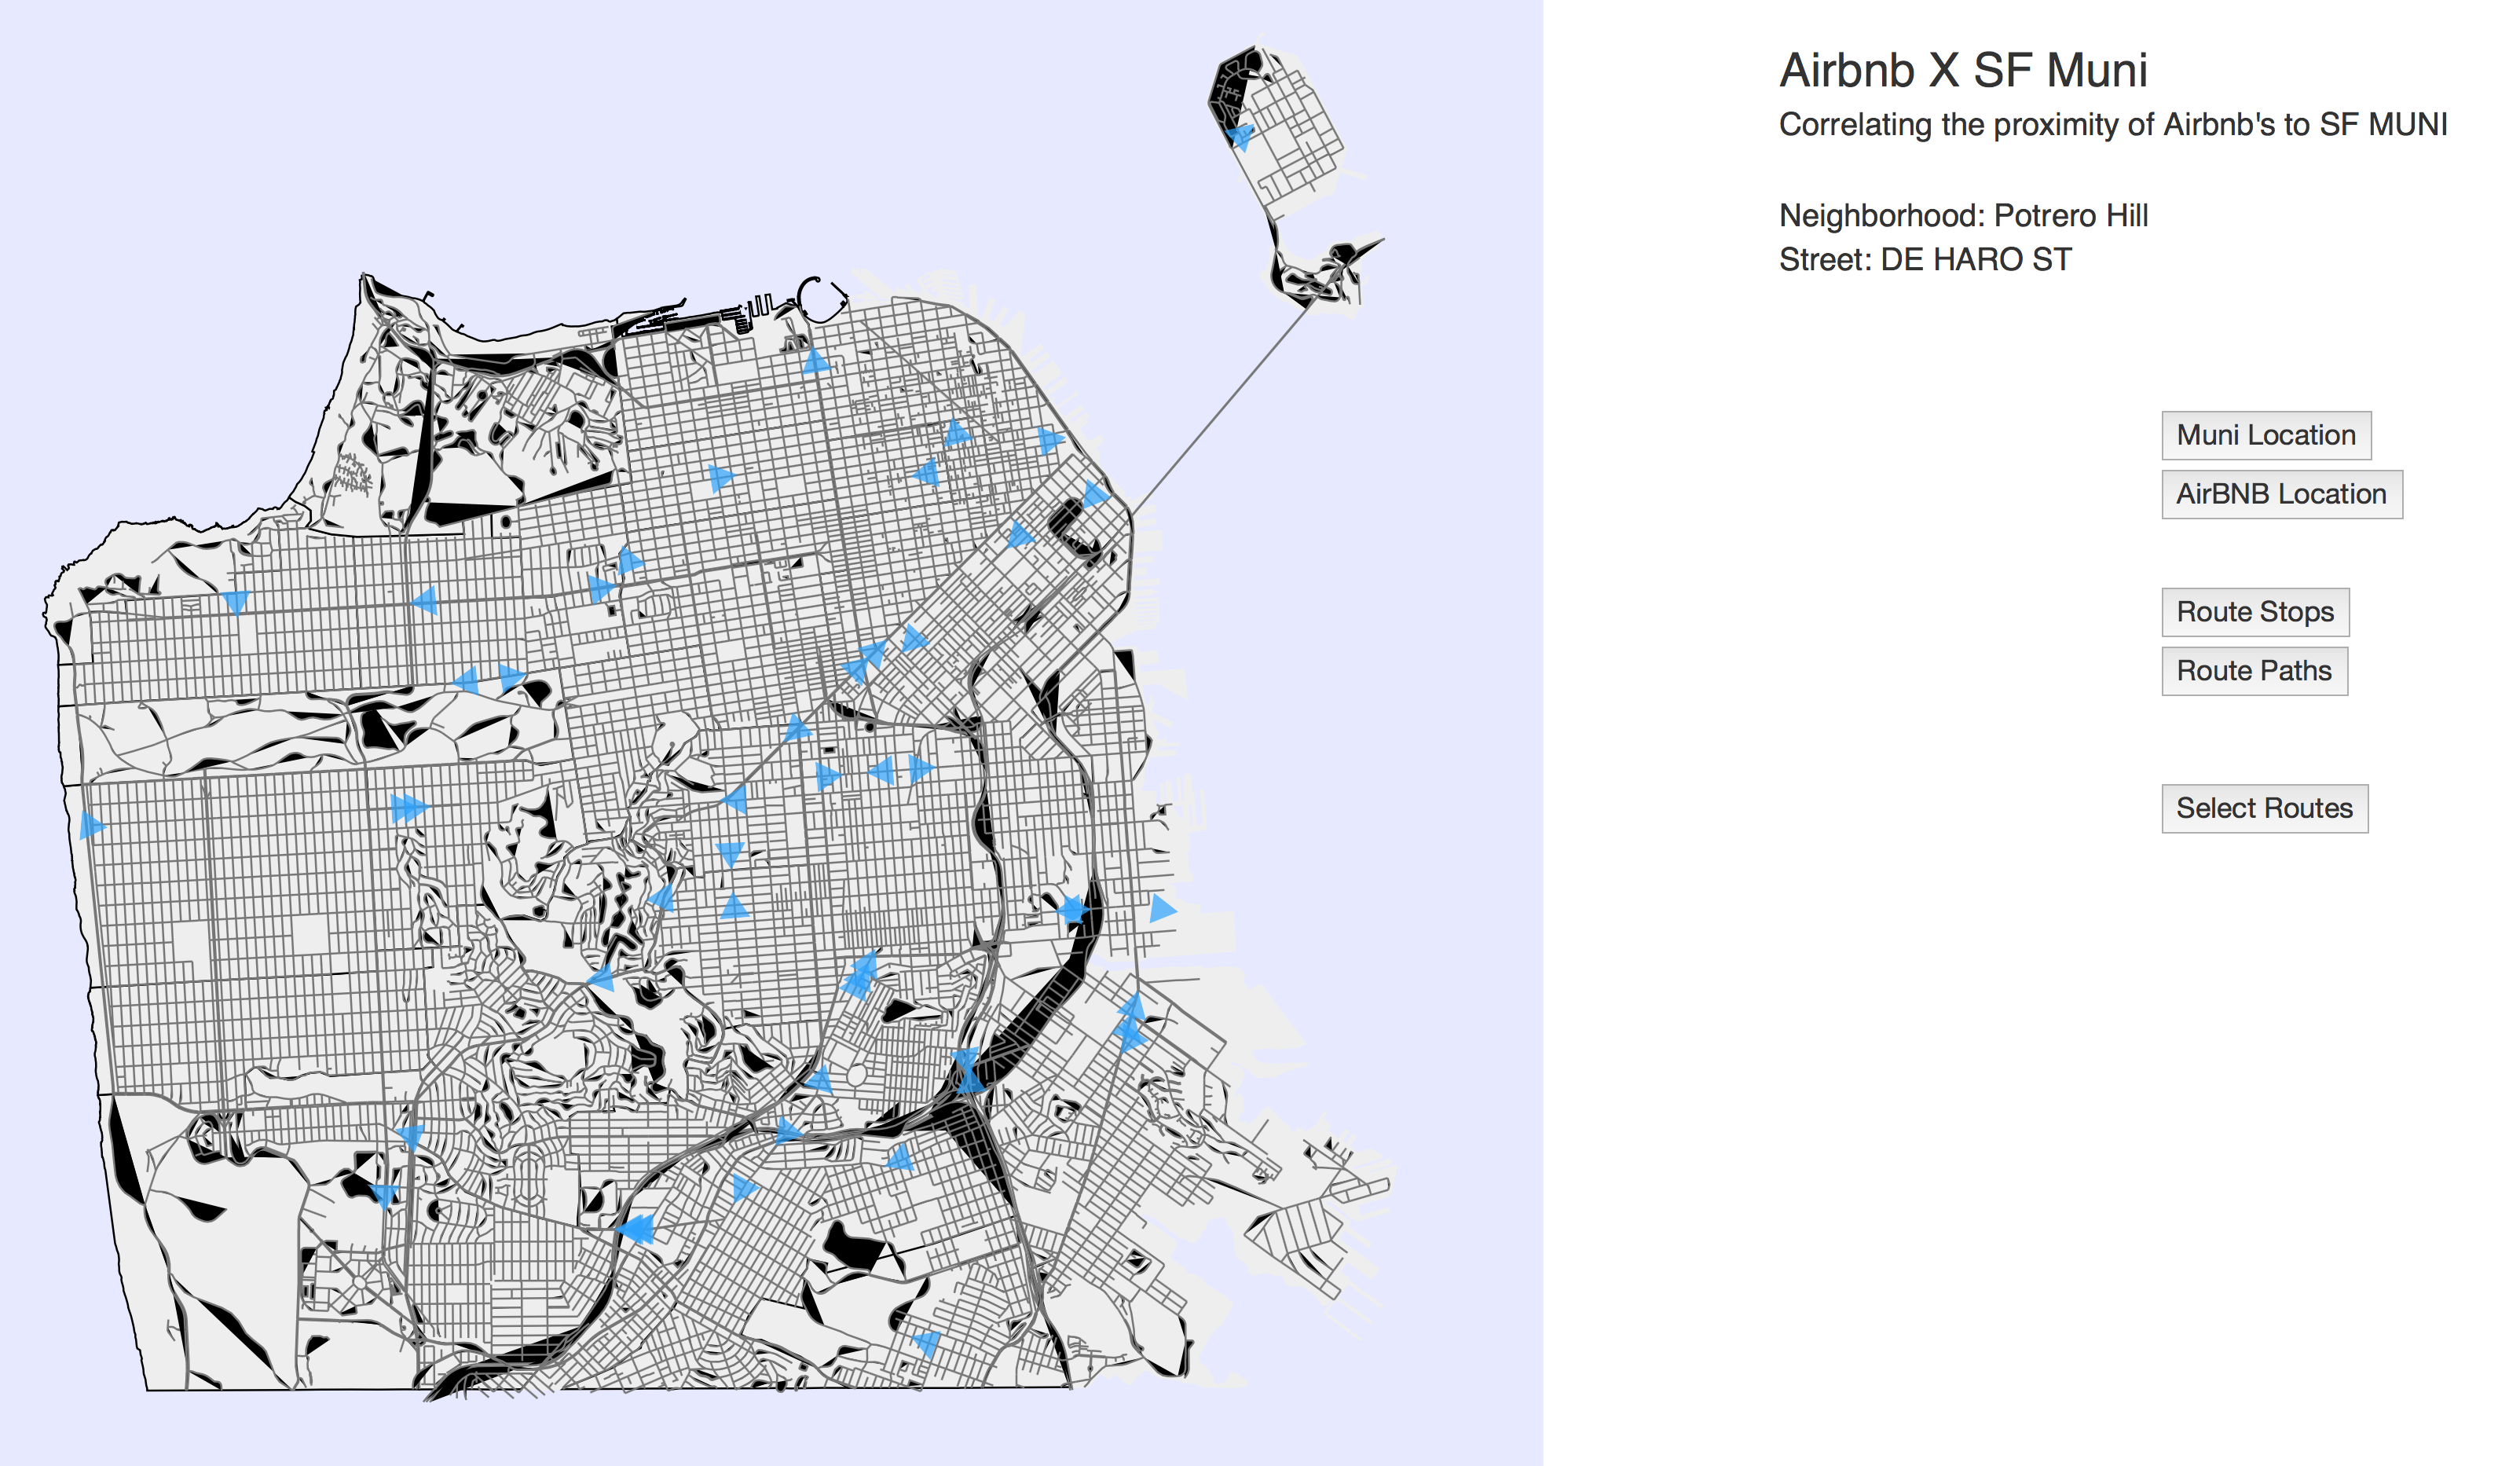 Airbnb X SF Muni
Correlating the proximity of Airbnb's to SF MUNI
Neighborhood: Potrero Hill
Street: DE HARO ST
Muni Location
AirBNB Location
Route Stops
Route Paths
Select Routes